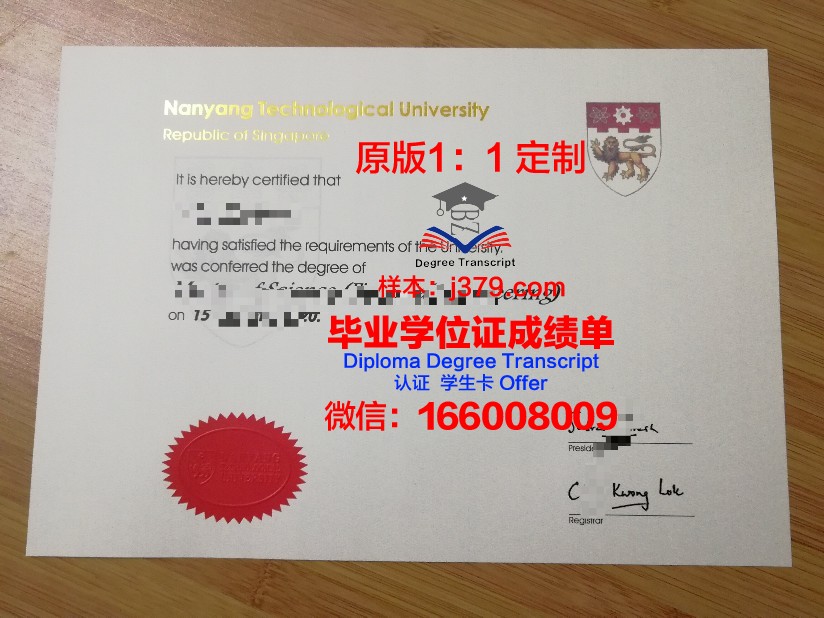 Nanyang Technological University
Republic of Singapore
原版1：1 定制
It is hereby certified that
having satisfied the requirements of the University,
was conferred the degree of
Degree Transcript
样本：j379.com
on 15
毕业学位证成绩单
Diploma Degree Transcript
认证 学生卡 Offer
微信：166008009
President
C Kwong Lok
Registrar